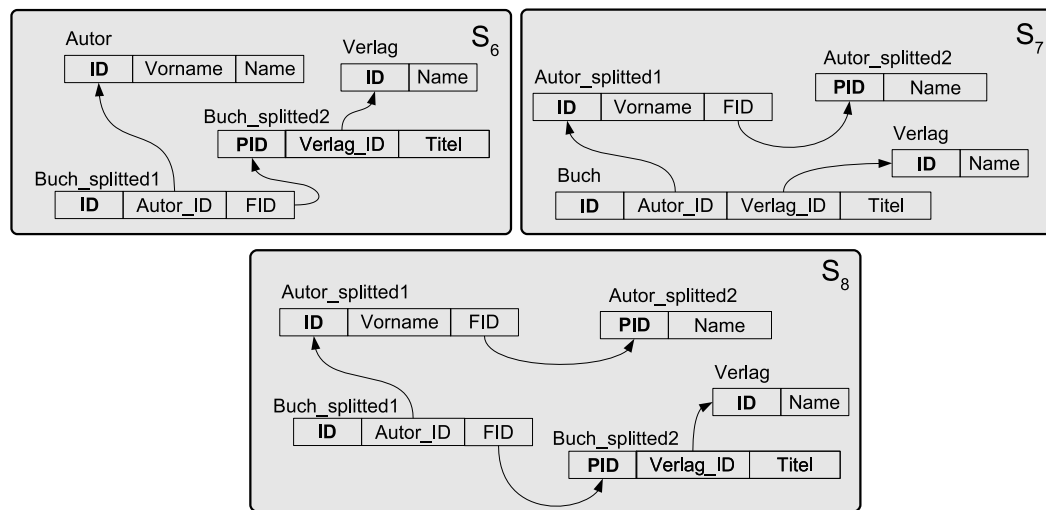 S6
Autor
ID Vorname Name
Verlag
ID Name
Buch_splitted2
PID Verlag_ID Titel
Buch_splitted1
ID Autor_ID FID
S7
Autor_splitted1
ID Vorname FID
Autor_splitted2
PID Name
Verlag
ID Name
Buch
ID Autor_ID Verlag_ID Titel
S8
Autor_splitted1
ID Vorname FID
Autor_splitted2
PID Name
Verlag
ID Name
Buch_splitted1
ID Autor_ID FID
Buch_splitted2
PID Verlag_ID Titel